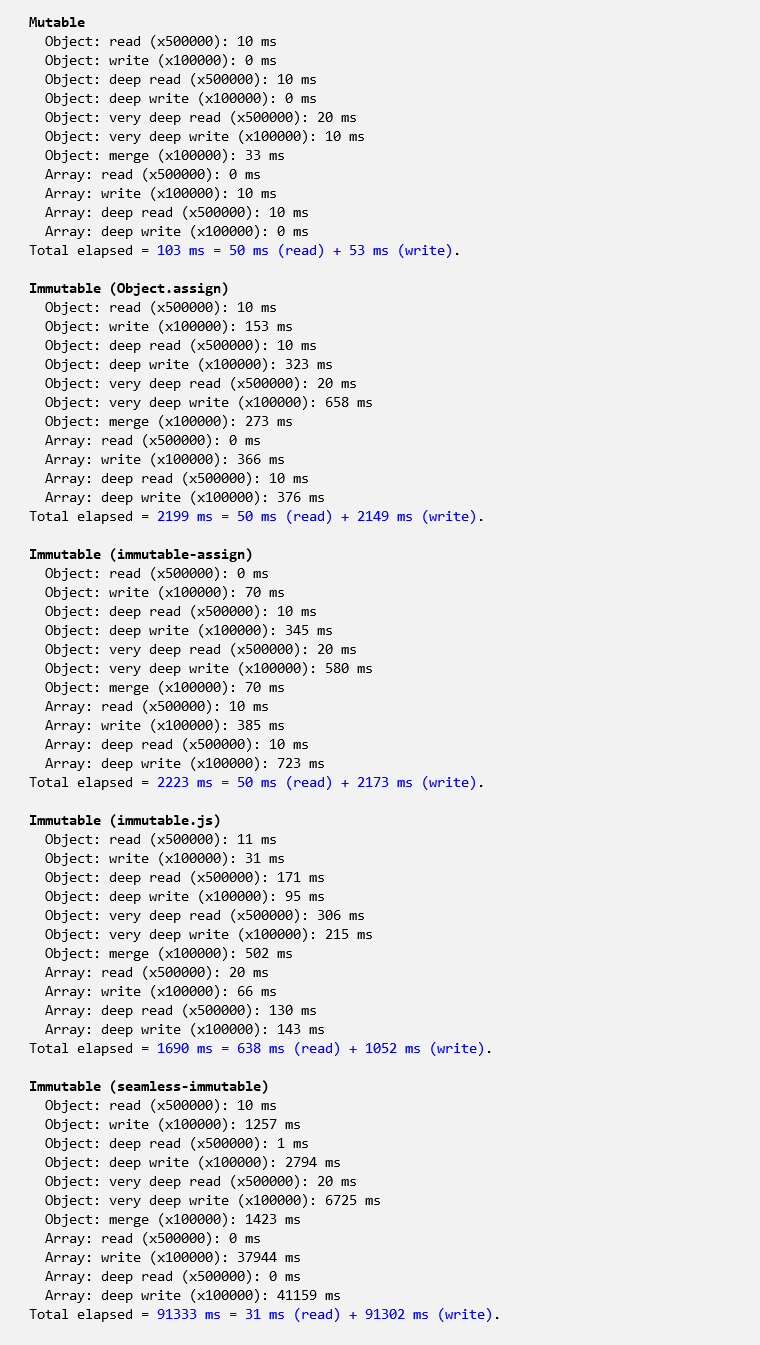 Mutable
Object: read (x500000): 10 ms
Object: write (x100000): 0 ms
Object: deep read (x500000): 10 ms
Object: deep write (x100000): 0 ms
Object: very deep read (x500000): 20 ms
Object: very deep write (x100000): 10 ms
Object: merge (x100000): 33 ms
Array: read (x500000): 0 ms
Array: write (x100000): 10 ms
Array: deep read (x500000): 10 ms
Array: deep write (x100000): 0 ms
Total elapsed = 103 ms = 50 ms (read) + 53 ms (write).
Immutable (Object.assign)
Object: read (x500000): 10 ms
Object: write (x100000): 153 ms
Object: deep read (x500000): 10 ms
Object: deep write (x100000): 323 ms
Object: very deep read (x500000): 20 ms
Object: very deep write (x100000): 658 ms
Object: merge (x100000): 273 ms
Array: read (x500000): 0 ms
Array: write (x100000): 366 ms
Array: deep read (x500000): 10 ms
Array: deep write (x100000): 376 ms
Total elapsed = 2199 ms = 50 ms (read) + 2149 ms (write).
Immutable (immutable-assign)
Object: read (x500000): 0 ms
Object: write (x100000): 70 ms
Object: deep read (x500000): 10 ms
Object: deep write (x100000): 345 ms
Object: very deep read (x500000): 20 ms
Object: very deep write (x100000): 580 ms
Object: merge (x100000): 70 ms
Array: read (x500000): 10 ms
Array: write (x100000): 385 ms
Array: deep read (x500000): 10 ms
Array: deep write (x100000): 723 ms
Total elapsed = 2223 ms = 50 ms (read) + 2173 ms (write).
Immutable (immutable.js)
Object: read (x500000): 11 ms
Object: write (x100000): 31 ms
Object: deep read (x500000): 171 ms
Object: deep write (x100000): 95 ms
Object: very deep read (x500000): 306 ms
Object: very deep write (x100000): 215 ms
Object: merge (x100000): 502 ms
Array: read (x500000): 20 ms
Array: write (x100000): 66 ms
Array: deep read (x500000): 130 ms
Array: deep write (x100000): 143 ms
Total elapsed = 1690 ms = 638 ms (read) + 1052 ms (write).
Immutable (seamless-immutable)
Object: read (x500000): 10 ms
Object: write (x100000): 1257 ms
Object: deep read (x500000): 1 ms
Object: deep write (x100000): 2794 ms
Object: very deep read (x500000): 20 ms
Object: very deep write (x100000): 6725 ms
Object: merge (x100000): 1423 ms
Array: read (x500000): 0 ms
Array: write (x100000): 37944 ms
Array: deep read (x500000): 0 ms
Array: deep write (x100000): 41159 ms
Total elapsed = 91333 ms = 31 ms (read) + 91302 ms (write).